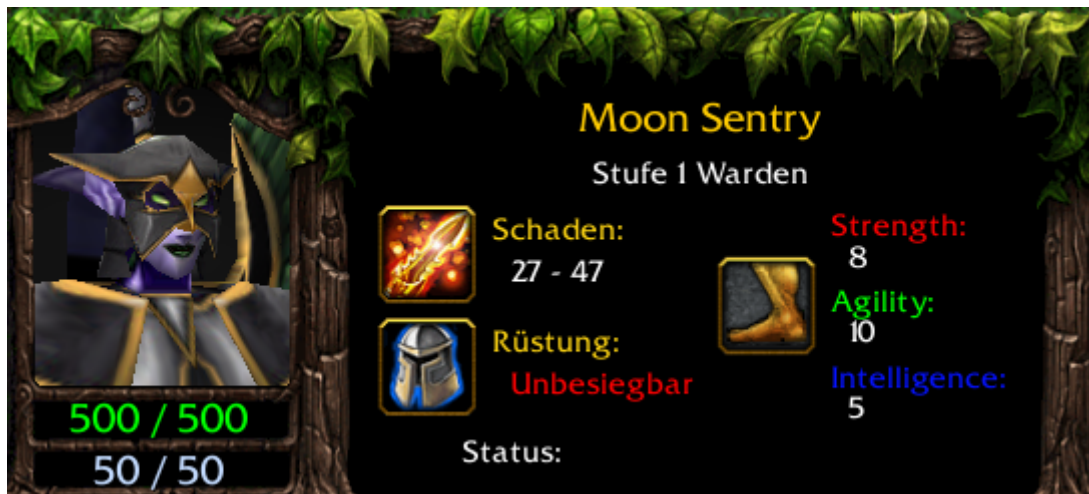 Moon Sentry
Stufe 1 Warden
Schaden:
27 - 47
Rüstung:
Unbesiegbar
Strength:
8
Agility:
10
Intelligence:
5
Status:
500 / 500
50 / 50